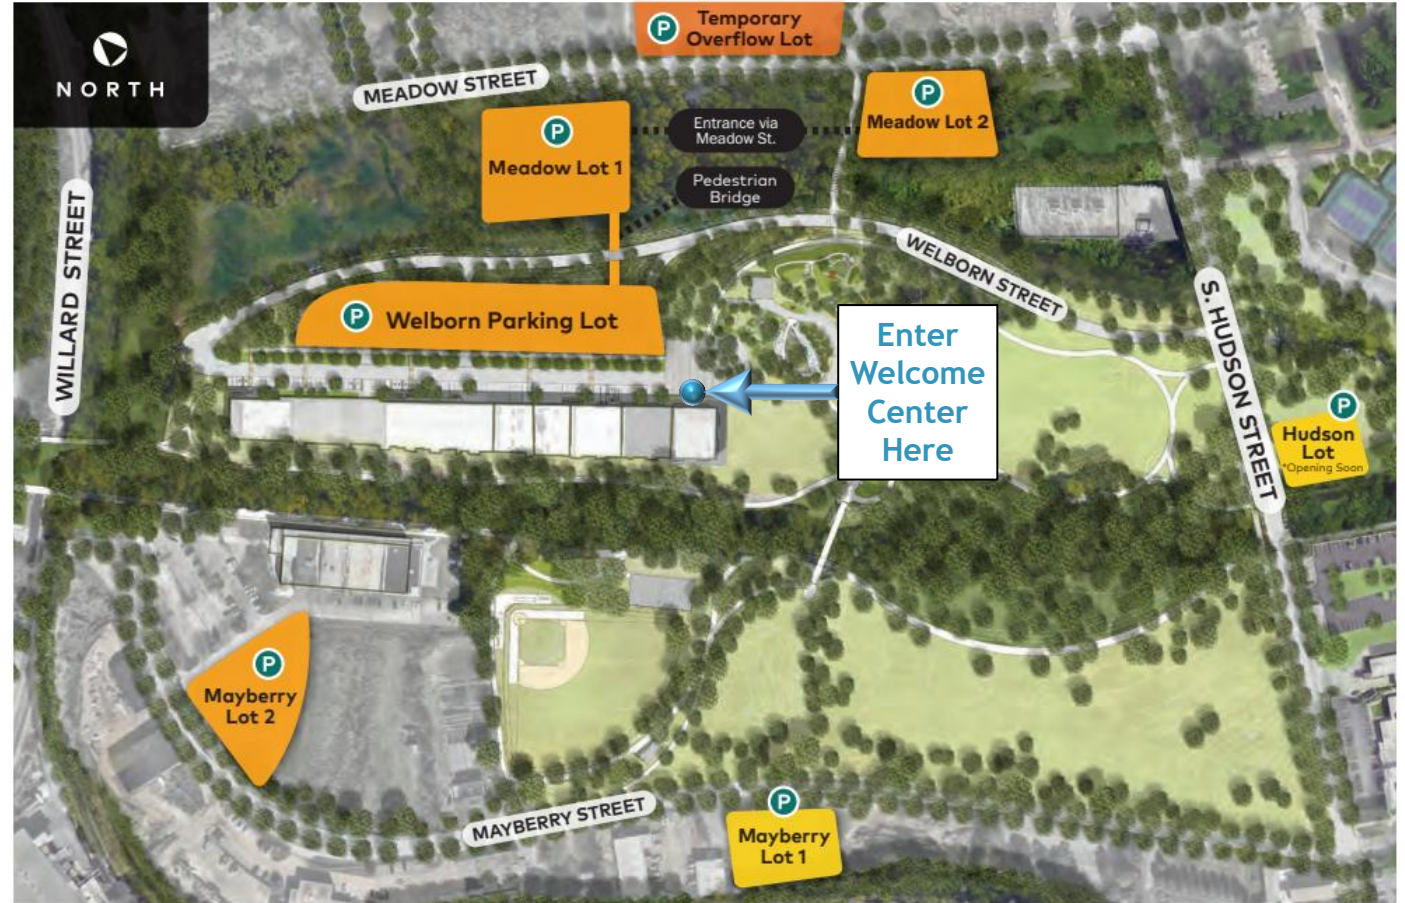 NORTH
P
Temporary
Overflow Lot
MEADOW STREET
P
Meadow Lot 1
Entrance via
Meadow St.
P
Meadow Lot 2
Pedestrian
Bridge
WILLARD STREET
WELBORN STREET
P
Welborn Parking Lot
Enter
Welcome
Center
Here
S. HUDSON STREET
P
Hudson
Lot
*Opening Soon
P
Mayberry
Lot 2
MAYBERRY STREET
P
Mayberry
Lot 1